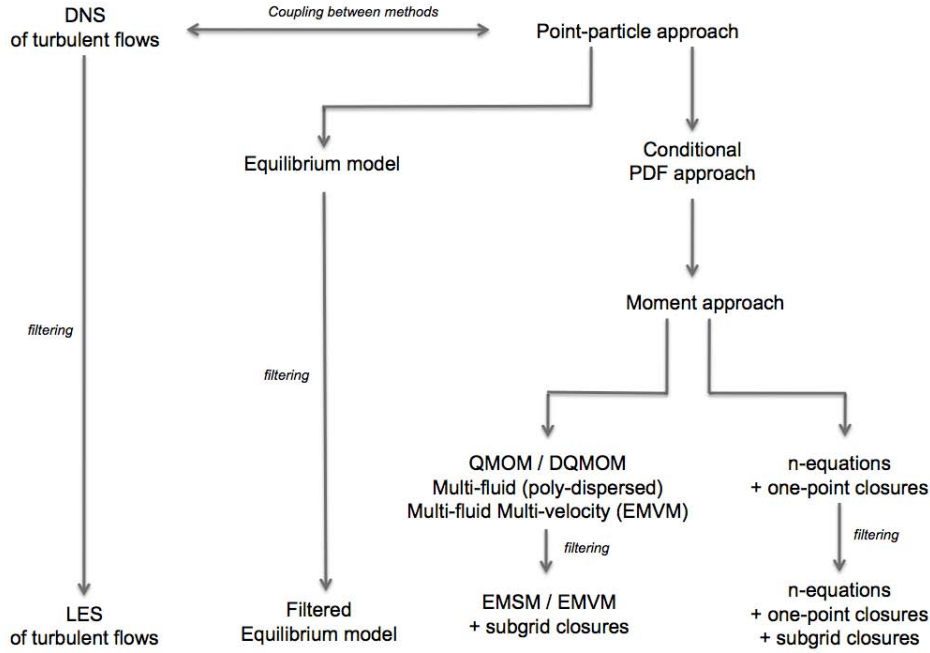 DNS
of turbulent flows
Coupling between methods
Point-particle approach
Equilibrium model
Conditional
PDF approach
Moment approach
filtering
filtering
QMOM / DQMOM
Multi-fluid (poly-dispersed)
Multi-fluid Multi-velocity (EMVM)
n-equations
+ one-point closures
filtering
filtering
LES
of turbulent flows
Filtered
Equilibrium model
EMSM / EMVM
+ subgrid closures
n-equations
+ one-point closures
+ subgrid closures